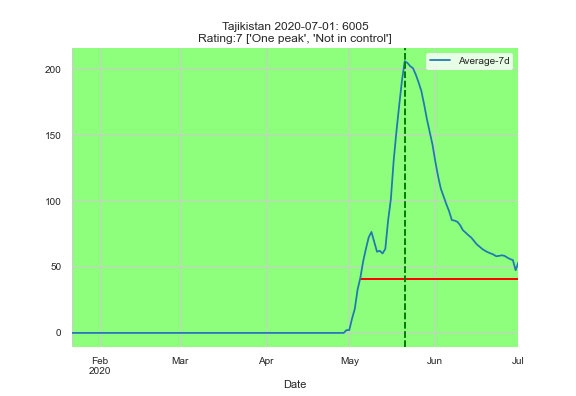 Tajikistan 2020-07-01: 6005
Rating:7 ['One peak', 'Not in control']
Average-7d
200
150
100
50
0
Feb
2020
Mar
Apr
May
Jun
Jul
Date